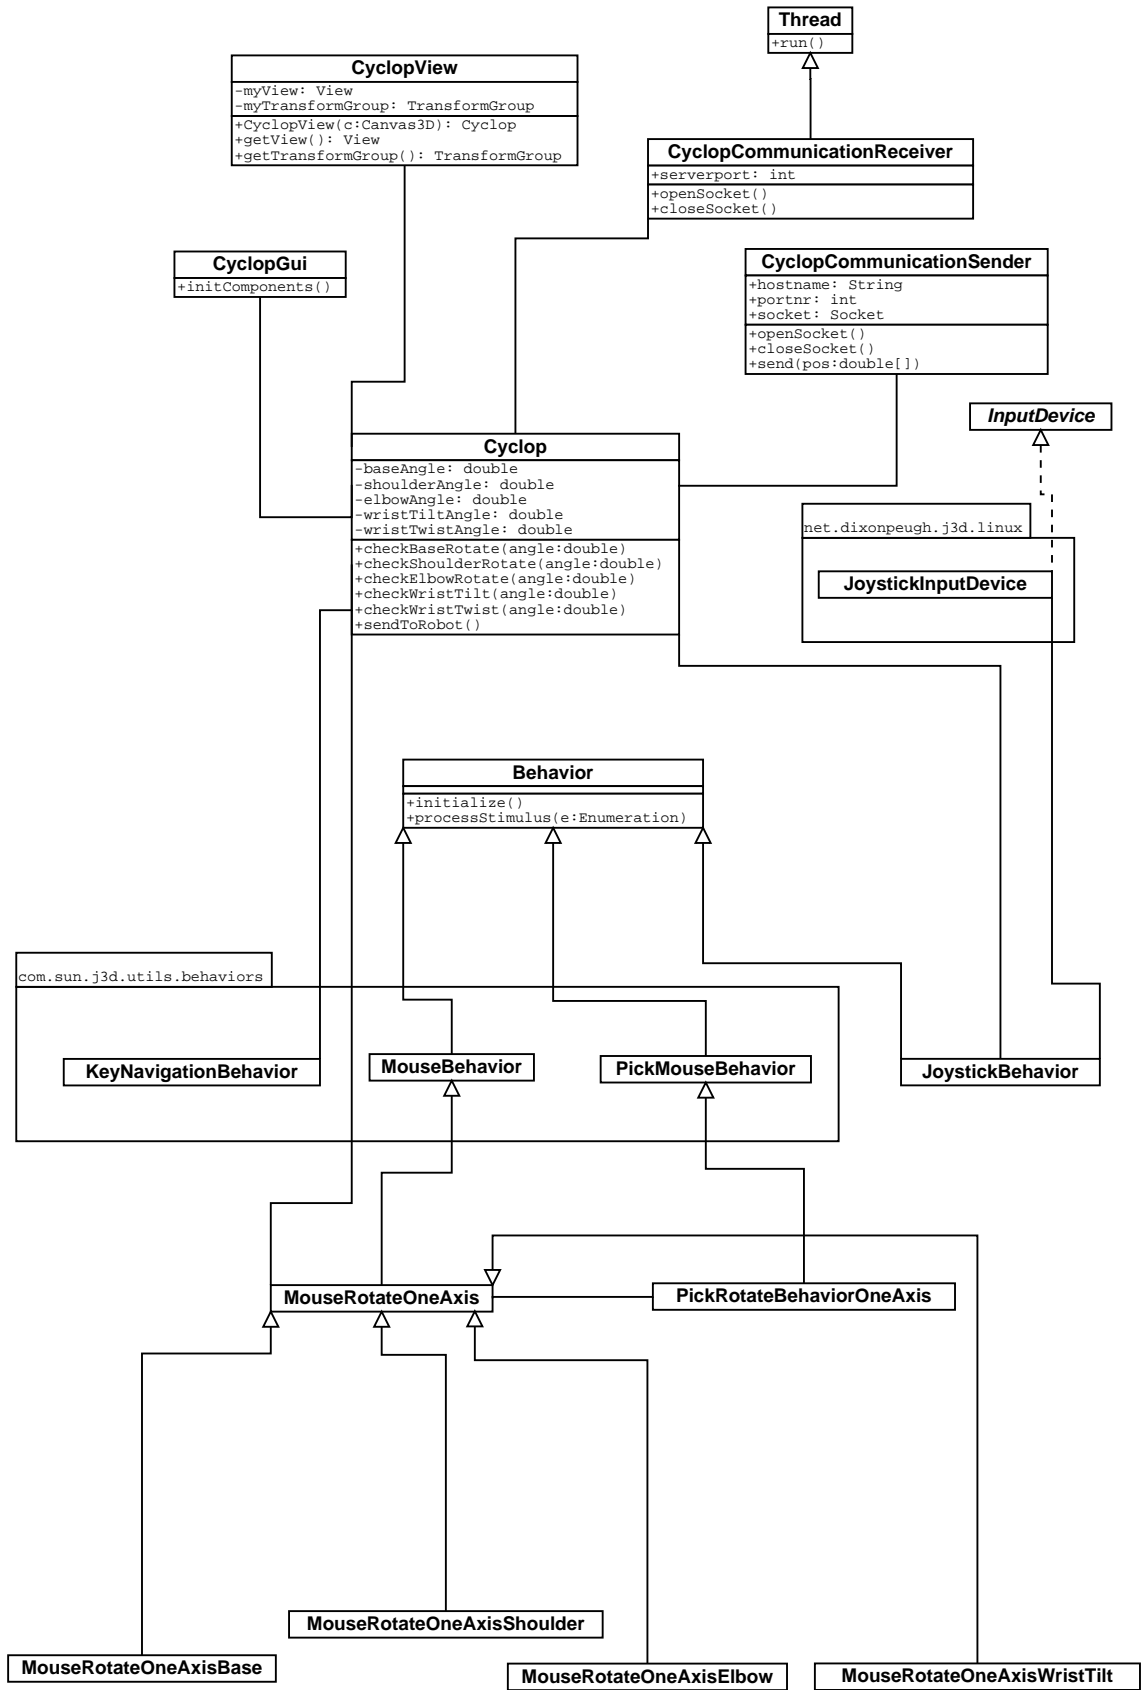 Thread
+run()
CyclopView
-myView: View
-myTransformGroup: TransformGroup
+CyclopView(c:Canvas3D): Cyclop
+getView(): View
+getTransformGroup(): TransformGroup
CyclopCommunicationReceiver
+serverport: int
+openSocket()
+closeSocket()
CyclopGui
+initComponents()
CyclopCommunicationSender
+hostname: String
+portnr: int
+socket: Socket
+openSocket()
+closeSocket()
+send(pos:double[])
InputDevice
Cyclop
-baseAngle: double
-shoulderAngle: double
-elbowAngle: double
-wristTiltAngle: double
-wristTwistAngle: double
+checkBaseRotate(angle:double)
+checkShoulderRotate(angle:double)
+checkElbowRotate(angle:double)
+checkWristTilt(angle:double)
+checkWristTwist(angle:double)
+sendToRobot()
net.dixonpeugh.j3d.linux
JoystickInputDevice
Behavior
+initialize()
+processStimulus(e:Enumeration)
com.sun.j3d.utils.behaviors
KeyNavigationBehavior
MouseBehavior
PickMouseBehavior
JoystickBehavior
MouseRotateOneAxis
PickRotateBehaviorOneAxis
MouseRotateOneAxisShoulder
MouseRotateOneAxisBase
MouseRotateOneAxisElbow
MouseRotateOneAxisWristTilt